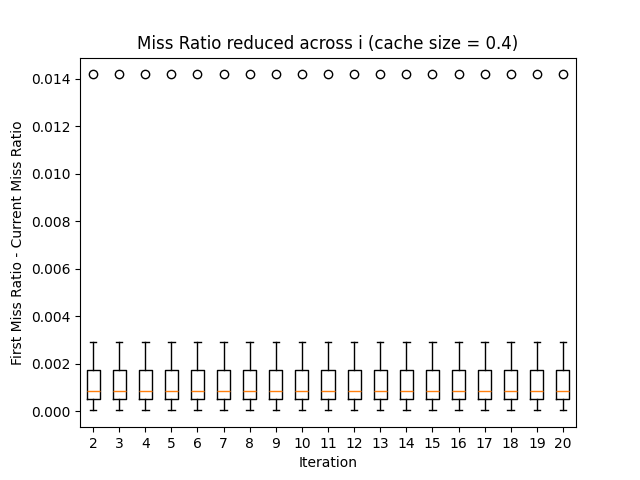 Miss Ratio reduced across i (cache size = 0.4)
First Miss Ratio - Current Miss Ratio
0.014
0.012
0.010
0.008
0.006
0.004
0.002
0.000
2 3 4 5 6 7 8 9 10 11 12 13 14 15 16 17 18 19 20
Iteration